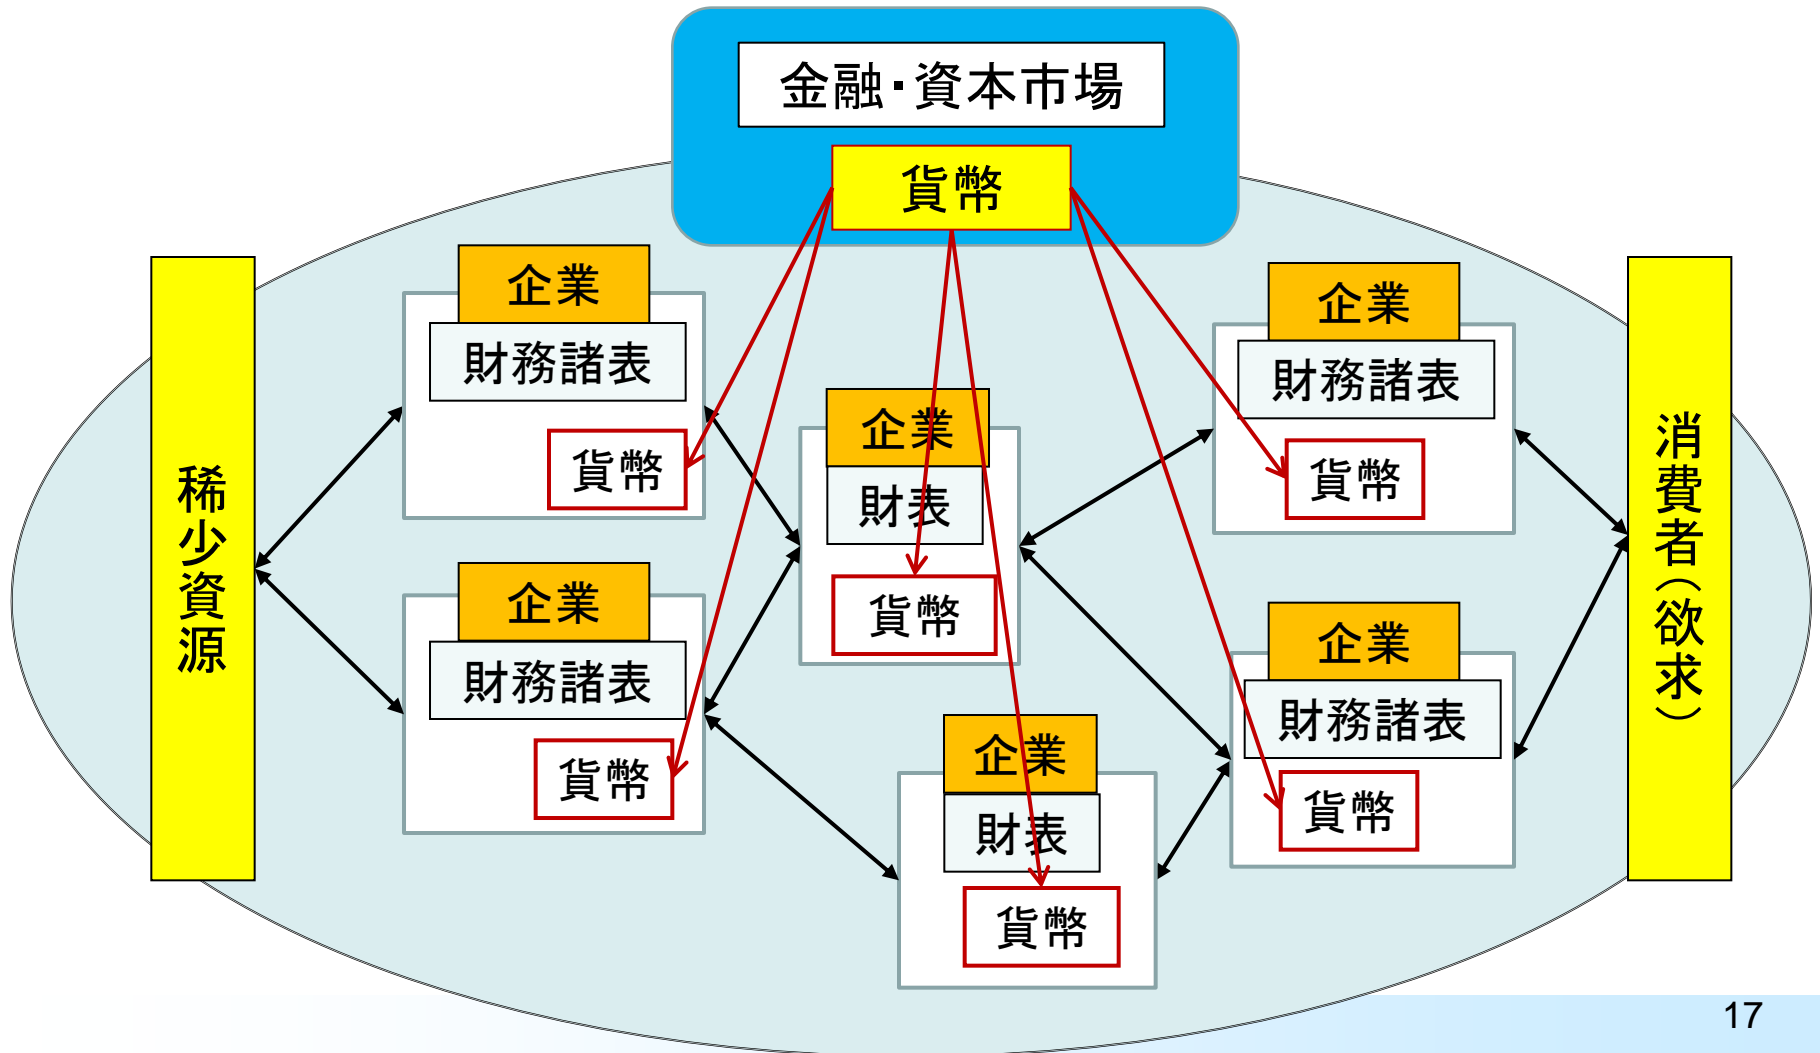 金融・資本市場
貨幣
稀少資源
企業
財務諸表
貨幣
企業
財務諸表
貨幣
企業
財表
貨幣
企業
財表
貨幣
企業
財務諸表
貨幣
企業
財務諸表
貨幣
消費者(欲求)
17